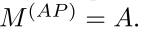 M^{(AP)} = A.